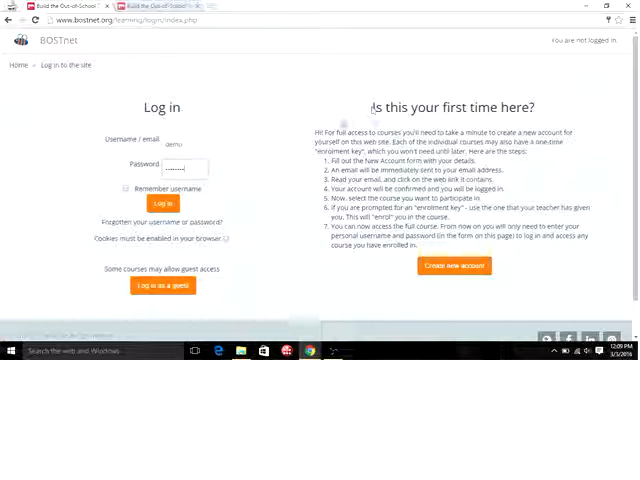 Build the Out-of-School T
Build the Out-of-School
www.bostnet.org/learning/login/index.php
BOSTnet
You are not logged in.
Home
Log in to the site
Log in
Username / email
demo
Password
Remember username
Log in
Forgotten your username or password?
Cookies must be enabled in your browser
Some courses may allow guest access
Log in as a guest
Is this your first time here?
Hi! For full access to courses you'll need to take a minute to create a new account for
yourself on this web site. Each of the individual courses may also have a one-time
"enrolment key", which you won't need until later. Here are the steps:
1. Fill out the New Account form with your details.
2. An email will be immediately sent to your email address.
3. Read your email, and click on the web link it contains.
4. Your account will be confirmed and you will be logged in.
5. Now, select the course you want to participate in.
6. If you are prompted for an "enrolment key" - use the one that your teacher has given
you. This will "enrol" you in the course.
7. You can now access the full course. From now on you will only need to enter your
personal username and password (in the form on this page) to log in and access any
course you have enrolled in.
Create new account
Search the web and Windows
12:09 PM
3/3/2016